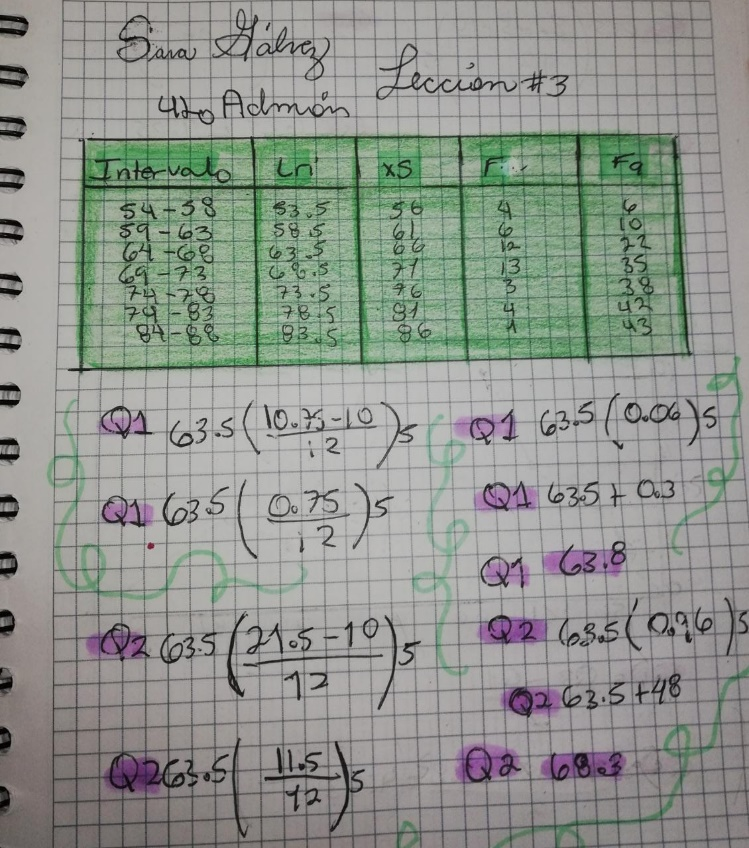 Sara Gálvez
Lección #3
4to Admón
Intervalo Lri xs F... Fa
54-58 53.5 56 4 6
59-63 58.5 61 6 10
64-68 63.5 66 12 22
69-73 68.5 71 13 35
74-78 73.5 76 3 38
79-83 78.5 81 4 42
84-88 83.5 86 1 43
Q1 63.5 (10.75-10 / 12) 5
Q1 63.5 (0.06) 5
Q1 63.5 (0.75 / 12) 5
Q1 63.5 + 0.3
Q1 63.8
Q2 63.5 (21.5-10 / 12) 5
Q2 63.5 (0.96) 5
Q2 63.5 + 48
Q2 63.5 (11.5 / 12) 5
Q2 68.3